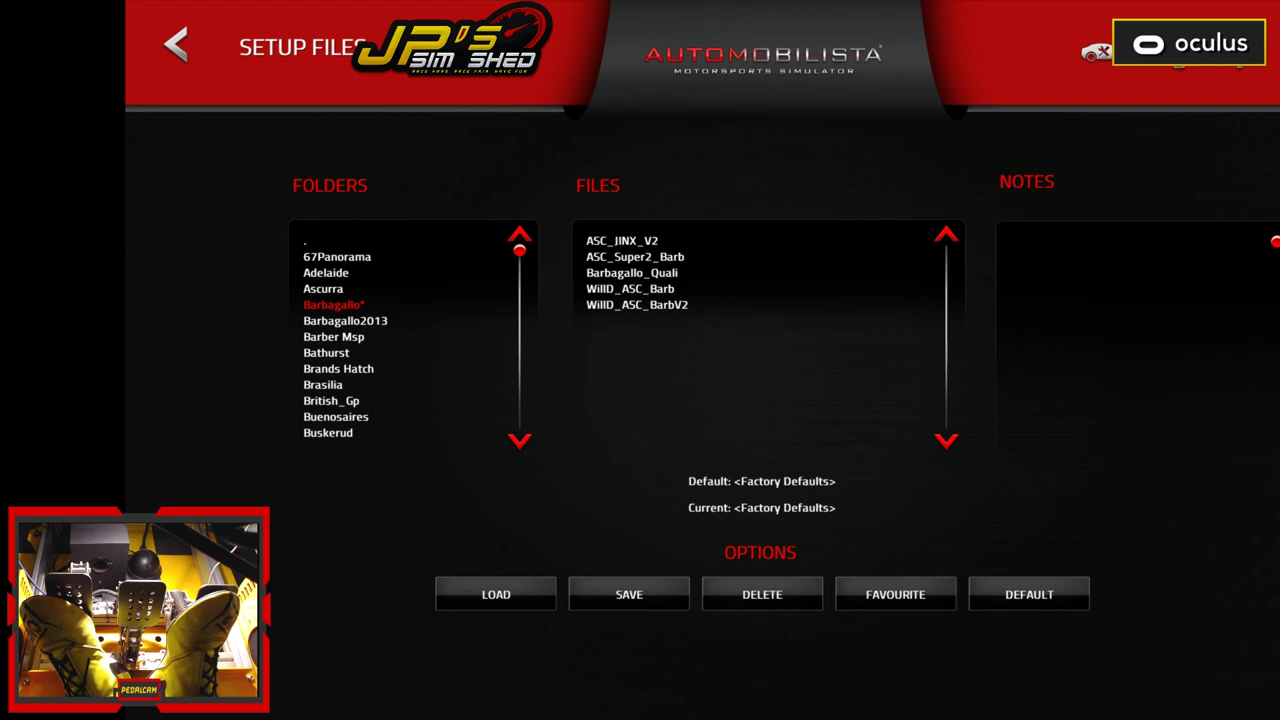 SETUP FILES
JP'S
SIM SHED
RACE HARD RACE FAIR HAVE FUN
AUTOMOBILISTA
MOTORSPORTS SIMULATOR
oculus
FOLDERS
.
67Panorama
Adelaide
Ascurra
Barbagallo*
Barbagallo2013
Barber Msp
Bathurst
Brands Hatch
Brasilia
British_Gp
Buenosaires
Buskerud
FILES
ASC_JINX_V2
ASC_Super2_Barb
Barbagallo_Quali
WillD_ASC_Barb
WillD_ASC_BarbV2
NOTES
Default: <Factory Defaults>
Current: <Factory Defaults>
OPTIONS
LOAD
SAVE
DELETE
FAVOURITE
DEFAULT
PEDALCAM